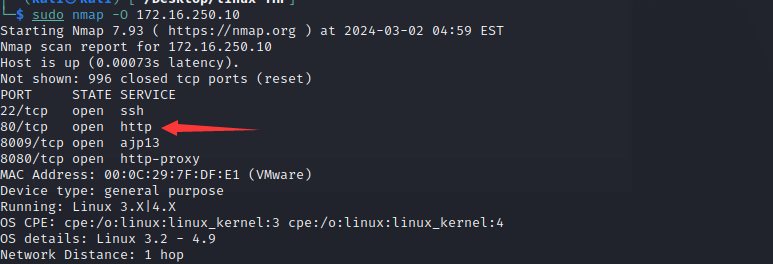 (kali㉿kali)-[~/Desktop/linux-
└─$ sudo nmap -O 172.16.250.10
Starting Nmap 7.93 ( https://nmap.org ) at 2024-03-02 04:59 EST
Nmap scan report for 172.16.250.10
Host is up (0.00073s latency).
Not shown: 996 closed tcp ports (reset)
PORT     STATE SERVICE
22/tcp   open  ssh
80/tcp   open  http
8009/tcp open  ajp13
8080/tcp open  http-proxy
MAC Address: 00:0C:29:7F:DF:E1 (VMware)
Device type: general purpose
Running: Linux 3.X|4.X
OS CPE: cpe:/o:linux:linux_kernel:3 cpe:/o:linux:linux_kernel:4
OS details: Linux 3.2 - 4.9
Network Distance: 1 hop